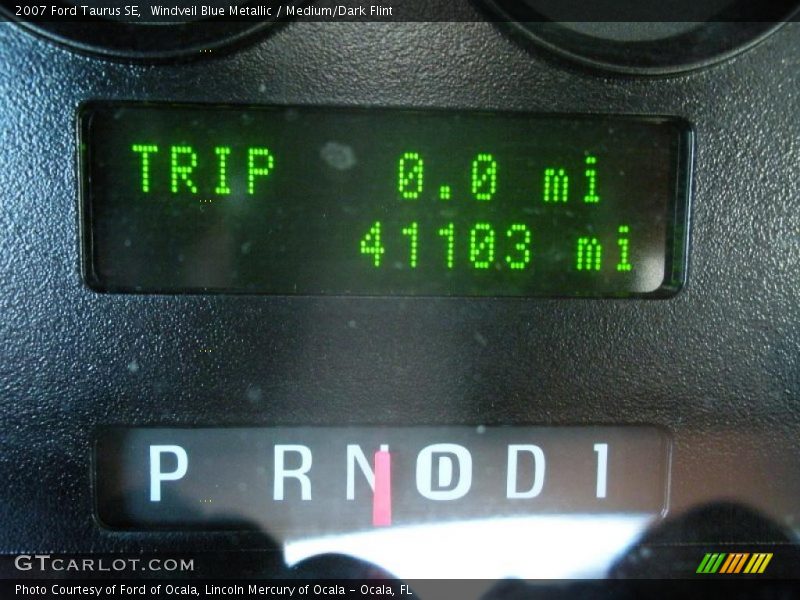 2007 Ford Taurus SE, Windveil Blue Metallic / Medium/Dark Flint
TRIP 0.0 mi
41103 mi
P R N D D 1
GTCARLOT.COM
Photo Courtesy of Ford of Ocala, Lincoln Mercury of Ocala - Ocala, FL